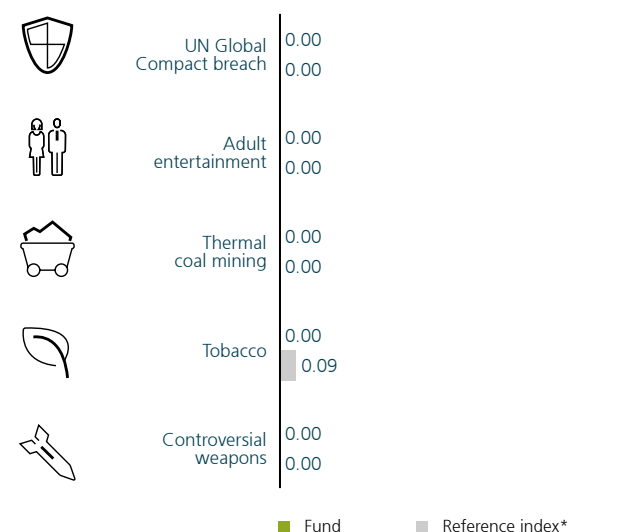 UN Global
Compact breach
0.00
0.00
Adult
entertainment
0.00
0.00
Thermal
coal mining
0.00
0.00
Tobacco
0.00
0.09
Controversial
weapons
0.00
0.00
Fund
Reference index*